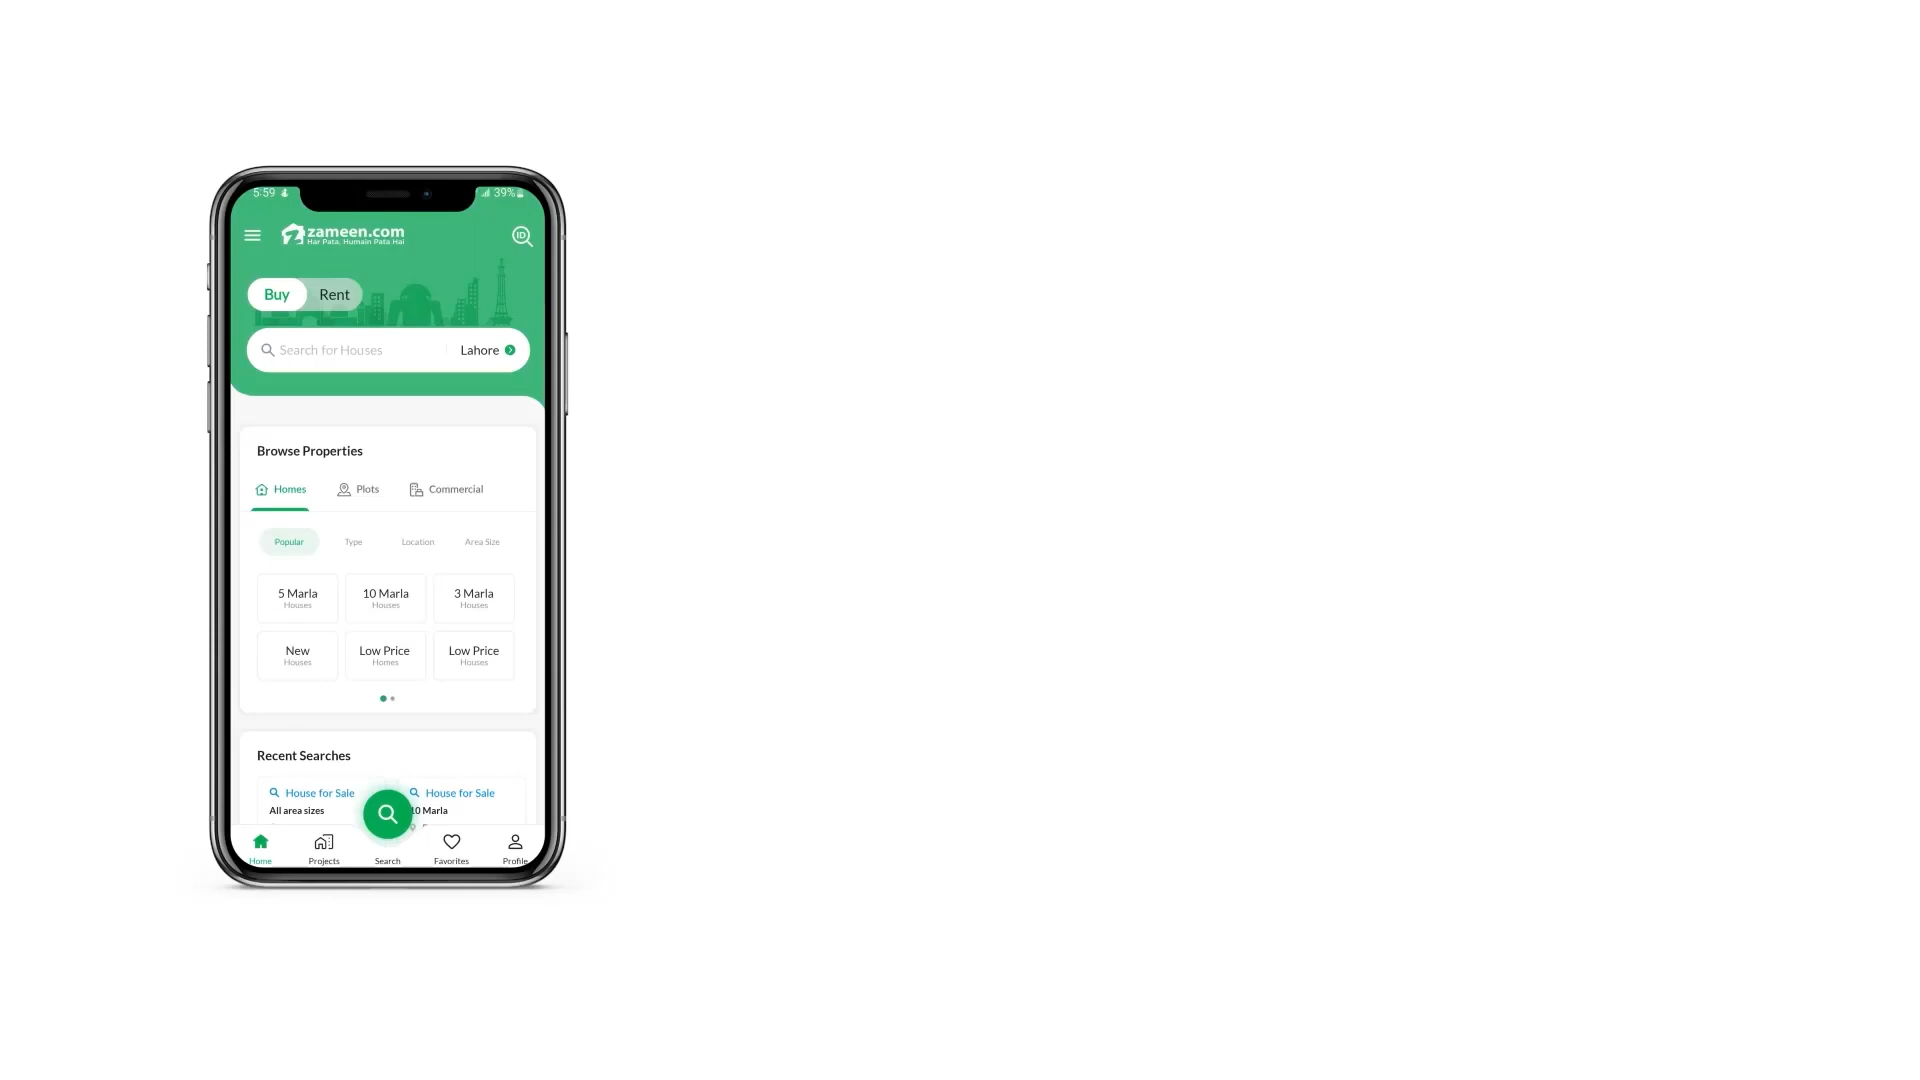 5:59
39%
zameen.com
Har Pata, Humain Pata Hai
ID
Buy Rent
Search for Houses Lahore
Browse Properties
Homes Plots Commercial
Popular Type Location Area Size
5 Marla 10 Marla 3 Marla
Houses Houses Houses
New Low Price Low Price
Houses Homes Houses
Recent Searches
House for Sale House for Sale
All area sizes 10 Marla
Home Projects Search Favorites Profile